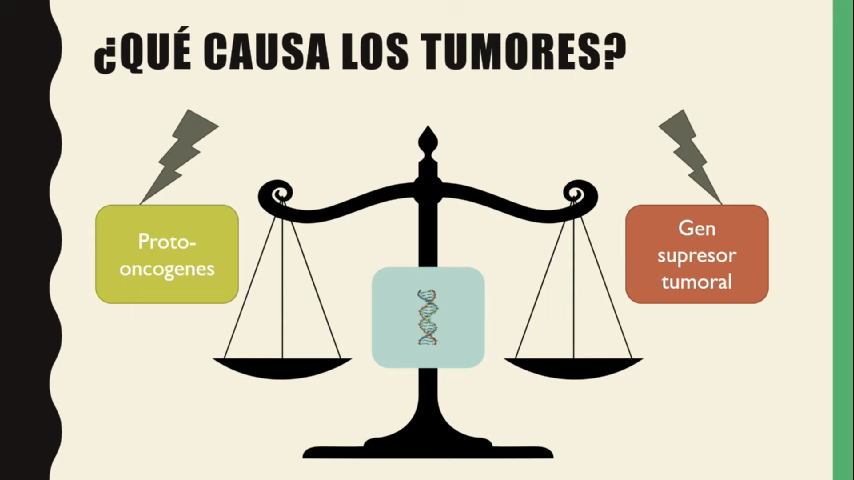 ¿QUÉ CAUSA LOS TUMORES?
Proto-
oncogenes
Gen
supresor
tumoral